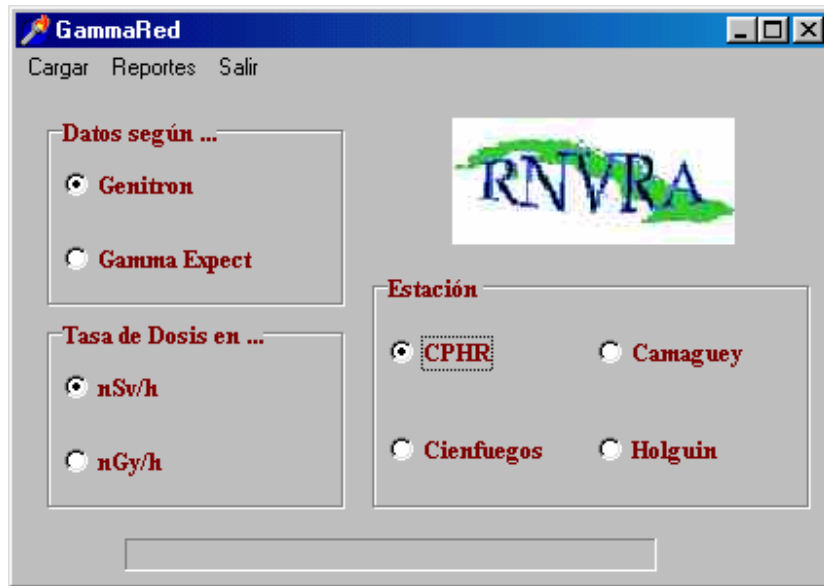 GammaRed
Cargar Reportes Salir
Datos según ...
Genitron
Gamma Expect
RNVRA
Tasa de Dosis en ...
nSv/h
nGy/h
Estación
CPHR
Camaguey
Cienfuegos
Holguin